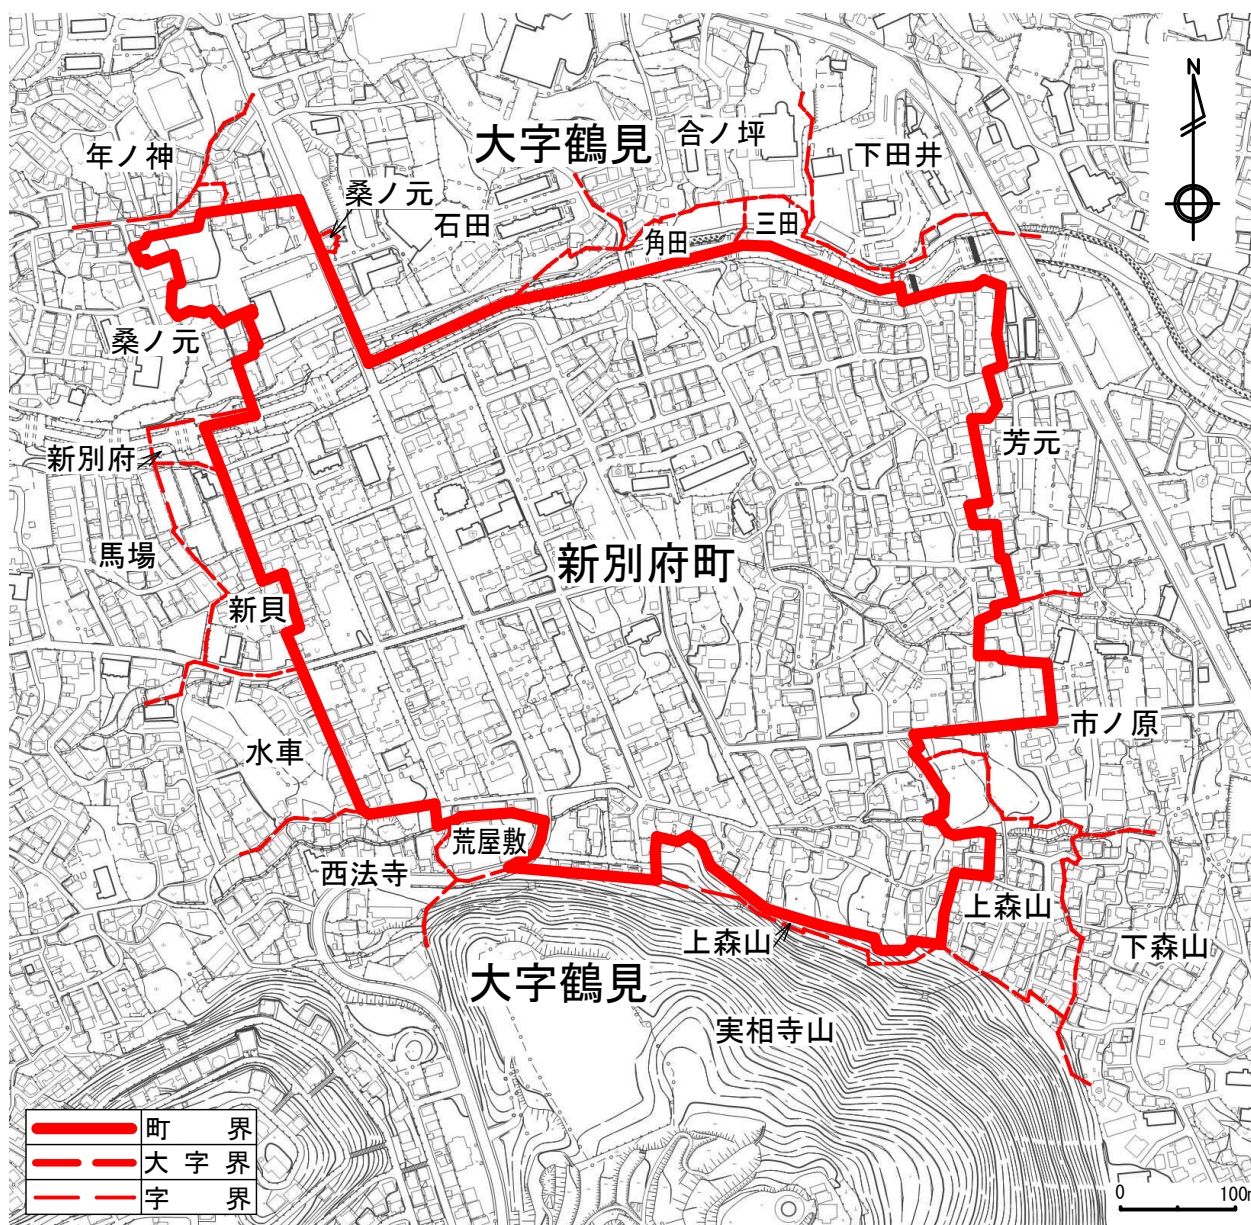 N
大字鶴見
合ノ坪
年ノ神
下田井
桑ノ元
石田
角田
三田
桑ノ元
芳元
新別府
馬場
新別府町
新貝
水車
市ノ原
荒屋敷
西法寺
上森山
上森山
下森山
大字鶴見
実相寺山
町　界
大字界
字　界
0 100m